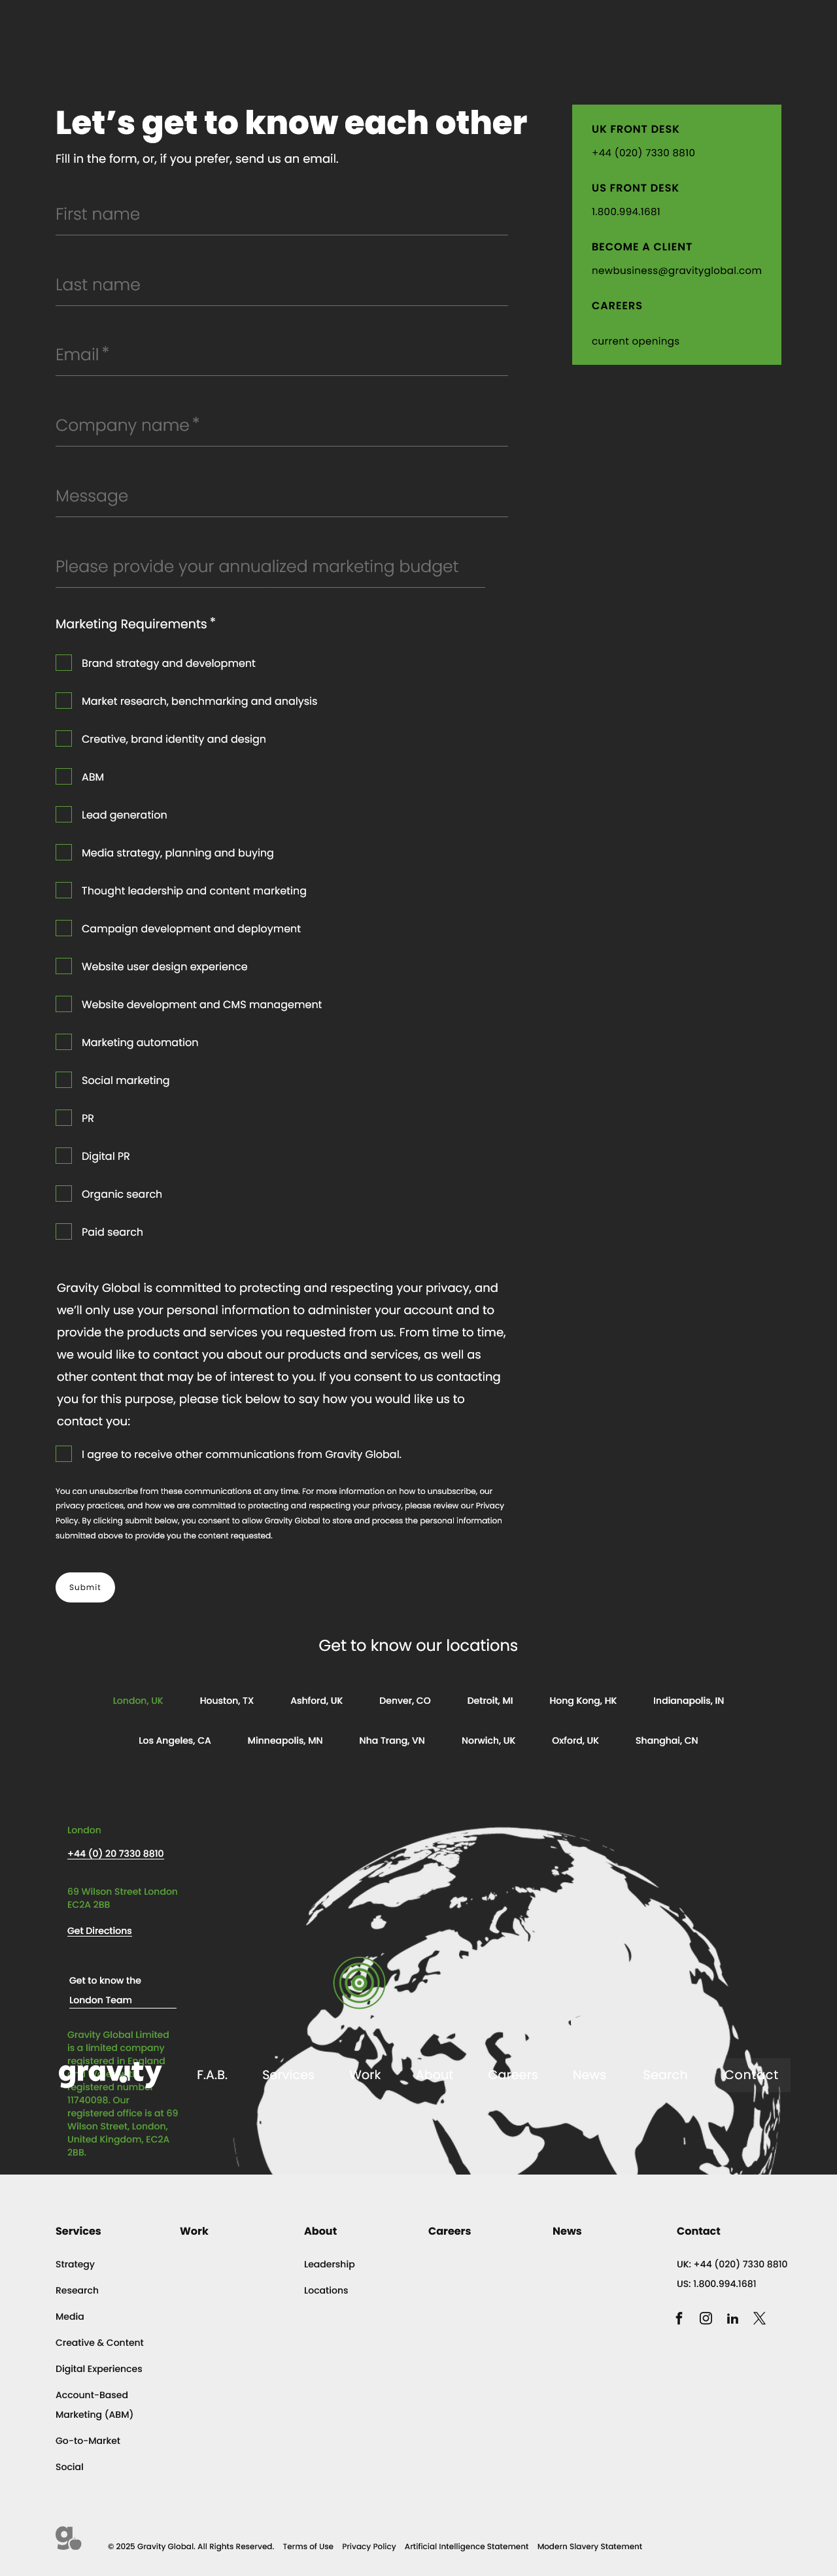 Let's get to know each other
Fill in the form, or, if you prefer, send us an email.
First name
Last name
Email *
Company name *
Message
Please provide your annualized marketing budget
Marketing Requirements *
Brand strategy and development
Market research, benchmarking and analysis
Creative, brand identity and design
ABM
Lead generation
Media strategy, planning and buying
Thought leadership and content marketing
Campaign development and deployment
Website user design experience
Website development and CMS management
Marketing automation
Social marketing
PR
Digital PR
Organic search
Paid search
Gravity Global is committed to protecting and respecting your privacy, and
we'll only use your personal information to administer your account and to
provide the products and services you requested from us. From time to time,
we would like to contact you about our products and services, as well as
other content that may be of interest to you. If you consent to us contacting
you for this purpose, please tick below to say how you would like us to
contact you:
I agree to receive other communications from Gravity Global.
You can unsubscribe from these communications at any time. For more information on how to unsubscribe, our
privacy practices, and how we are committed to protecting and respecting your privacy, please review our Privacy
Policy. By clicking submit below, you consent to allow Gravity Global to store and process the personal information
submitted above to provide you the content requested.
Submit
UK FRONT DESK
+44 (020) 7330 8810
US FRONT DESK
1.800.994.1681
BECOME A CLIENT
newbusiness@gravityglobal.com
CAREERS
current openings
Get to know our locations
London, UK Houston, TX Ashford, UK Denver, CO Detroit, MI Hong Kong, HK Indianapolis, IN
Los Angeles, CA Minneapolis, MN Nha Trang, VN Norwich, UK Oxford, UK Shanghai, CN
London
+44 (0) 20 7330 8810
69 Wilson Street London
EC2A 2BB
Get Directions
Get to know the
London Team
Gravity Global Limited
is a limited company
registered in England
registered number
11740098. Our
registered office is at 69
Wilson Street, London,
United Kingdom, EC2A
2BB.
gravity F.A.B. Services Work About Careers News Search Contact
Services
Strategy
Research
Media
Creative & Content
Digital Experiences
Account-Based
Marketing (ABM)
Go-to-Market
Social
Work
About
Leadership
Locations
Careers
News
Contact
UK: +44 (020) 7330 8810
US: 1.800.994.1681
g.
© 2025 Gravity Global. All Rights Reserved. Terms of Use Privacy Policy Artificial Intelligence Statement Modern Slavery Statement